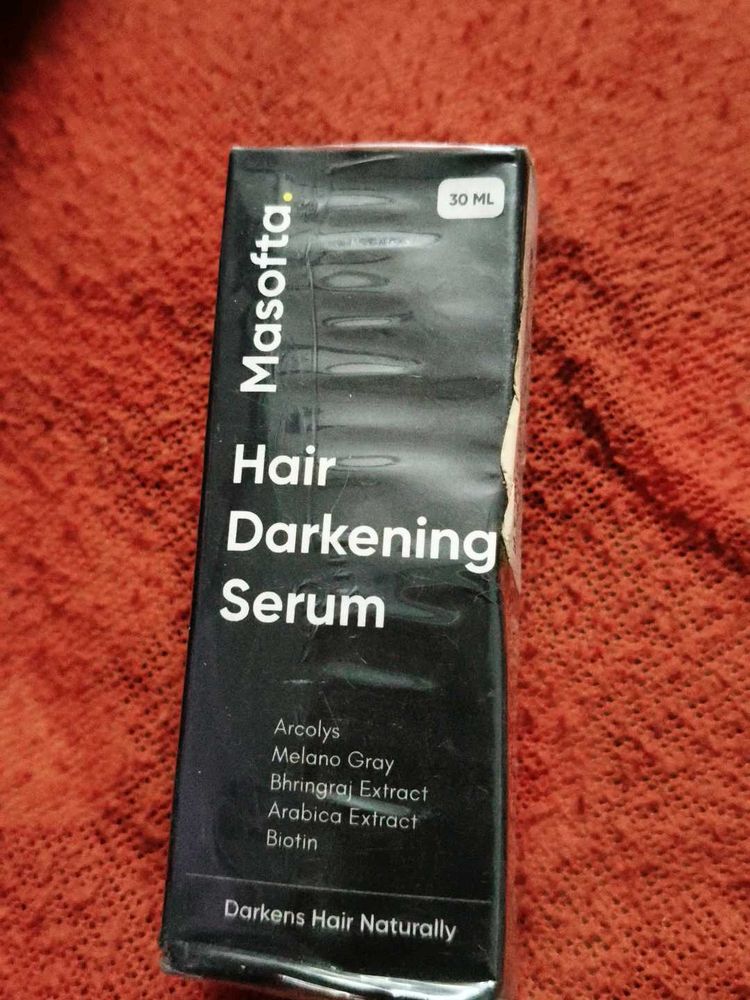 30 ML
Masofta.
Hair
Darkening
Serum
Arcolys
Melano Gray
Bhringraj Extract
Arabica Extract
Biotin
Darkens Hair Naturally